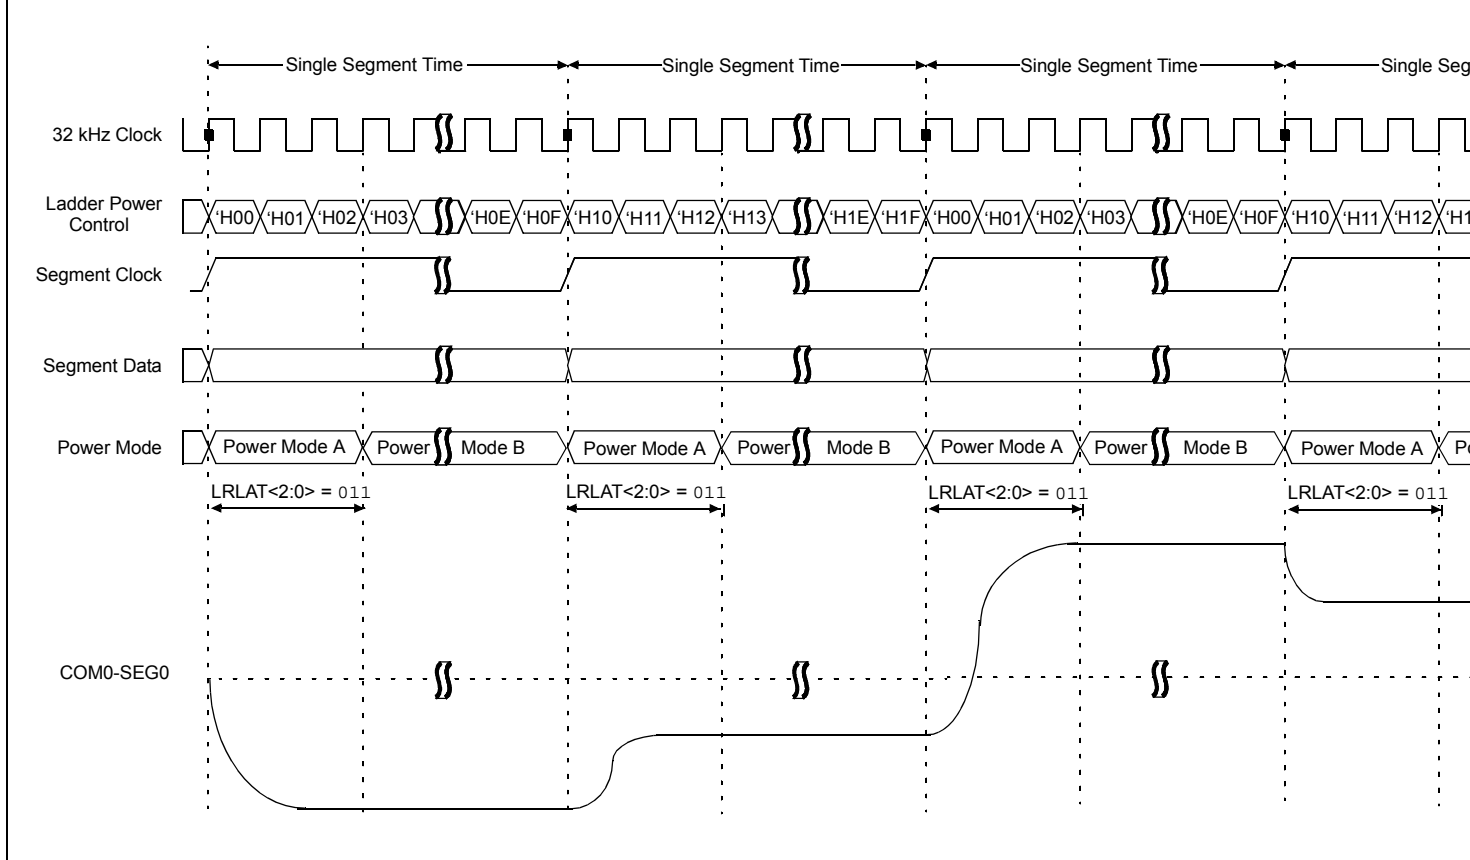 Single Segment Time Single Segment Time Single Segment Time Single Seg
32 kHz Clock
Ladder Power
Control
‘H00 ‘H01 ‘H02 ‘H03 ‘H0E ‘H0F ‘H10 ‘H11 ‘H12 ‘H13 ‘H1E ‘H1F ‘H00 ‘H01 ‘H02 ‘H03 ‘H0E ‘H0F ‘H10 ‘H11 ‘H12 ‘H1
Segment Clock
Segment Data
Power Mode Power Mode A Power Mode B Power Mode A Power Mode B Power Mode A Power Mode B Power Mode A Po
LRLAT<2:0> = 011 LRLAT<2:0> = 011 LRLAT<2:0> = 011 LRLAT<2:0> = 011
COM0-SEG0